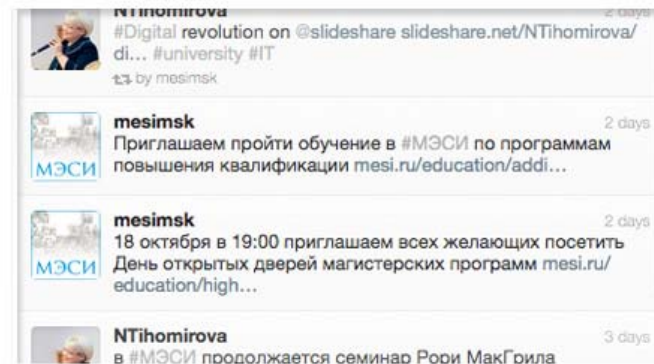 NTihomirova 2 days
#Digital revolution on @slideshare slideshare.net/NTihomirova/
di... #university #IT
by mesimsk
mesimsk 2 days
Приглашаем пройти обучение в #МЭСИ по программам
повышения квалификации mesi.ru/education/addi...
МЭСИ
mesimsk 2 days
18 октября в 19:00 приглашаем всех желающих посетить
День открытых дверей магистерских программ mesi.ru/
education/high...
МЭСИ
NTihomirova 3 days
в #МЭСИ продолжается семинар Рори МакГрила